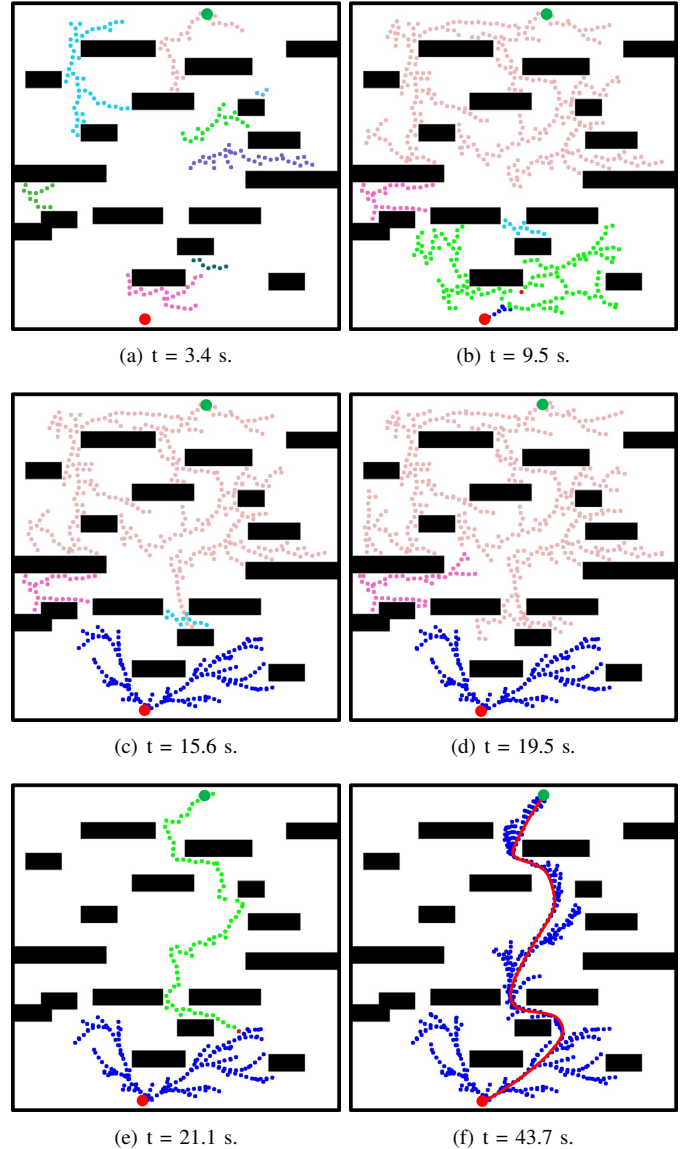 (a) t = 3.4 s.
(b) t = 9.5 s.
(c) t = 15.6 s.
(d) t = 19.5 s.
(e) t = 21.1 s.
(f) t = 43.7 s.